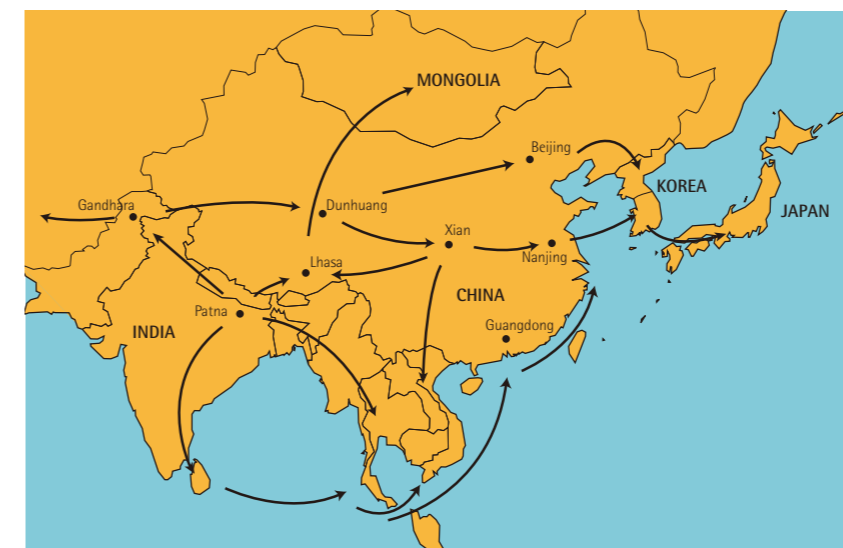 MONGOLIA
Beijing
KOREA
Gandhara
Dunhuang
JAPAN
Xian
Nanjing
Lhasa
CHINA
Patna
INDIA
Guangdong